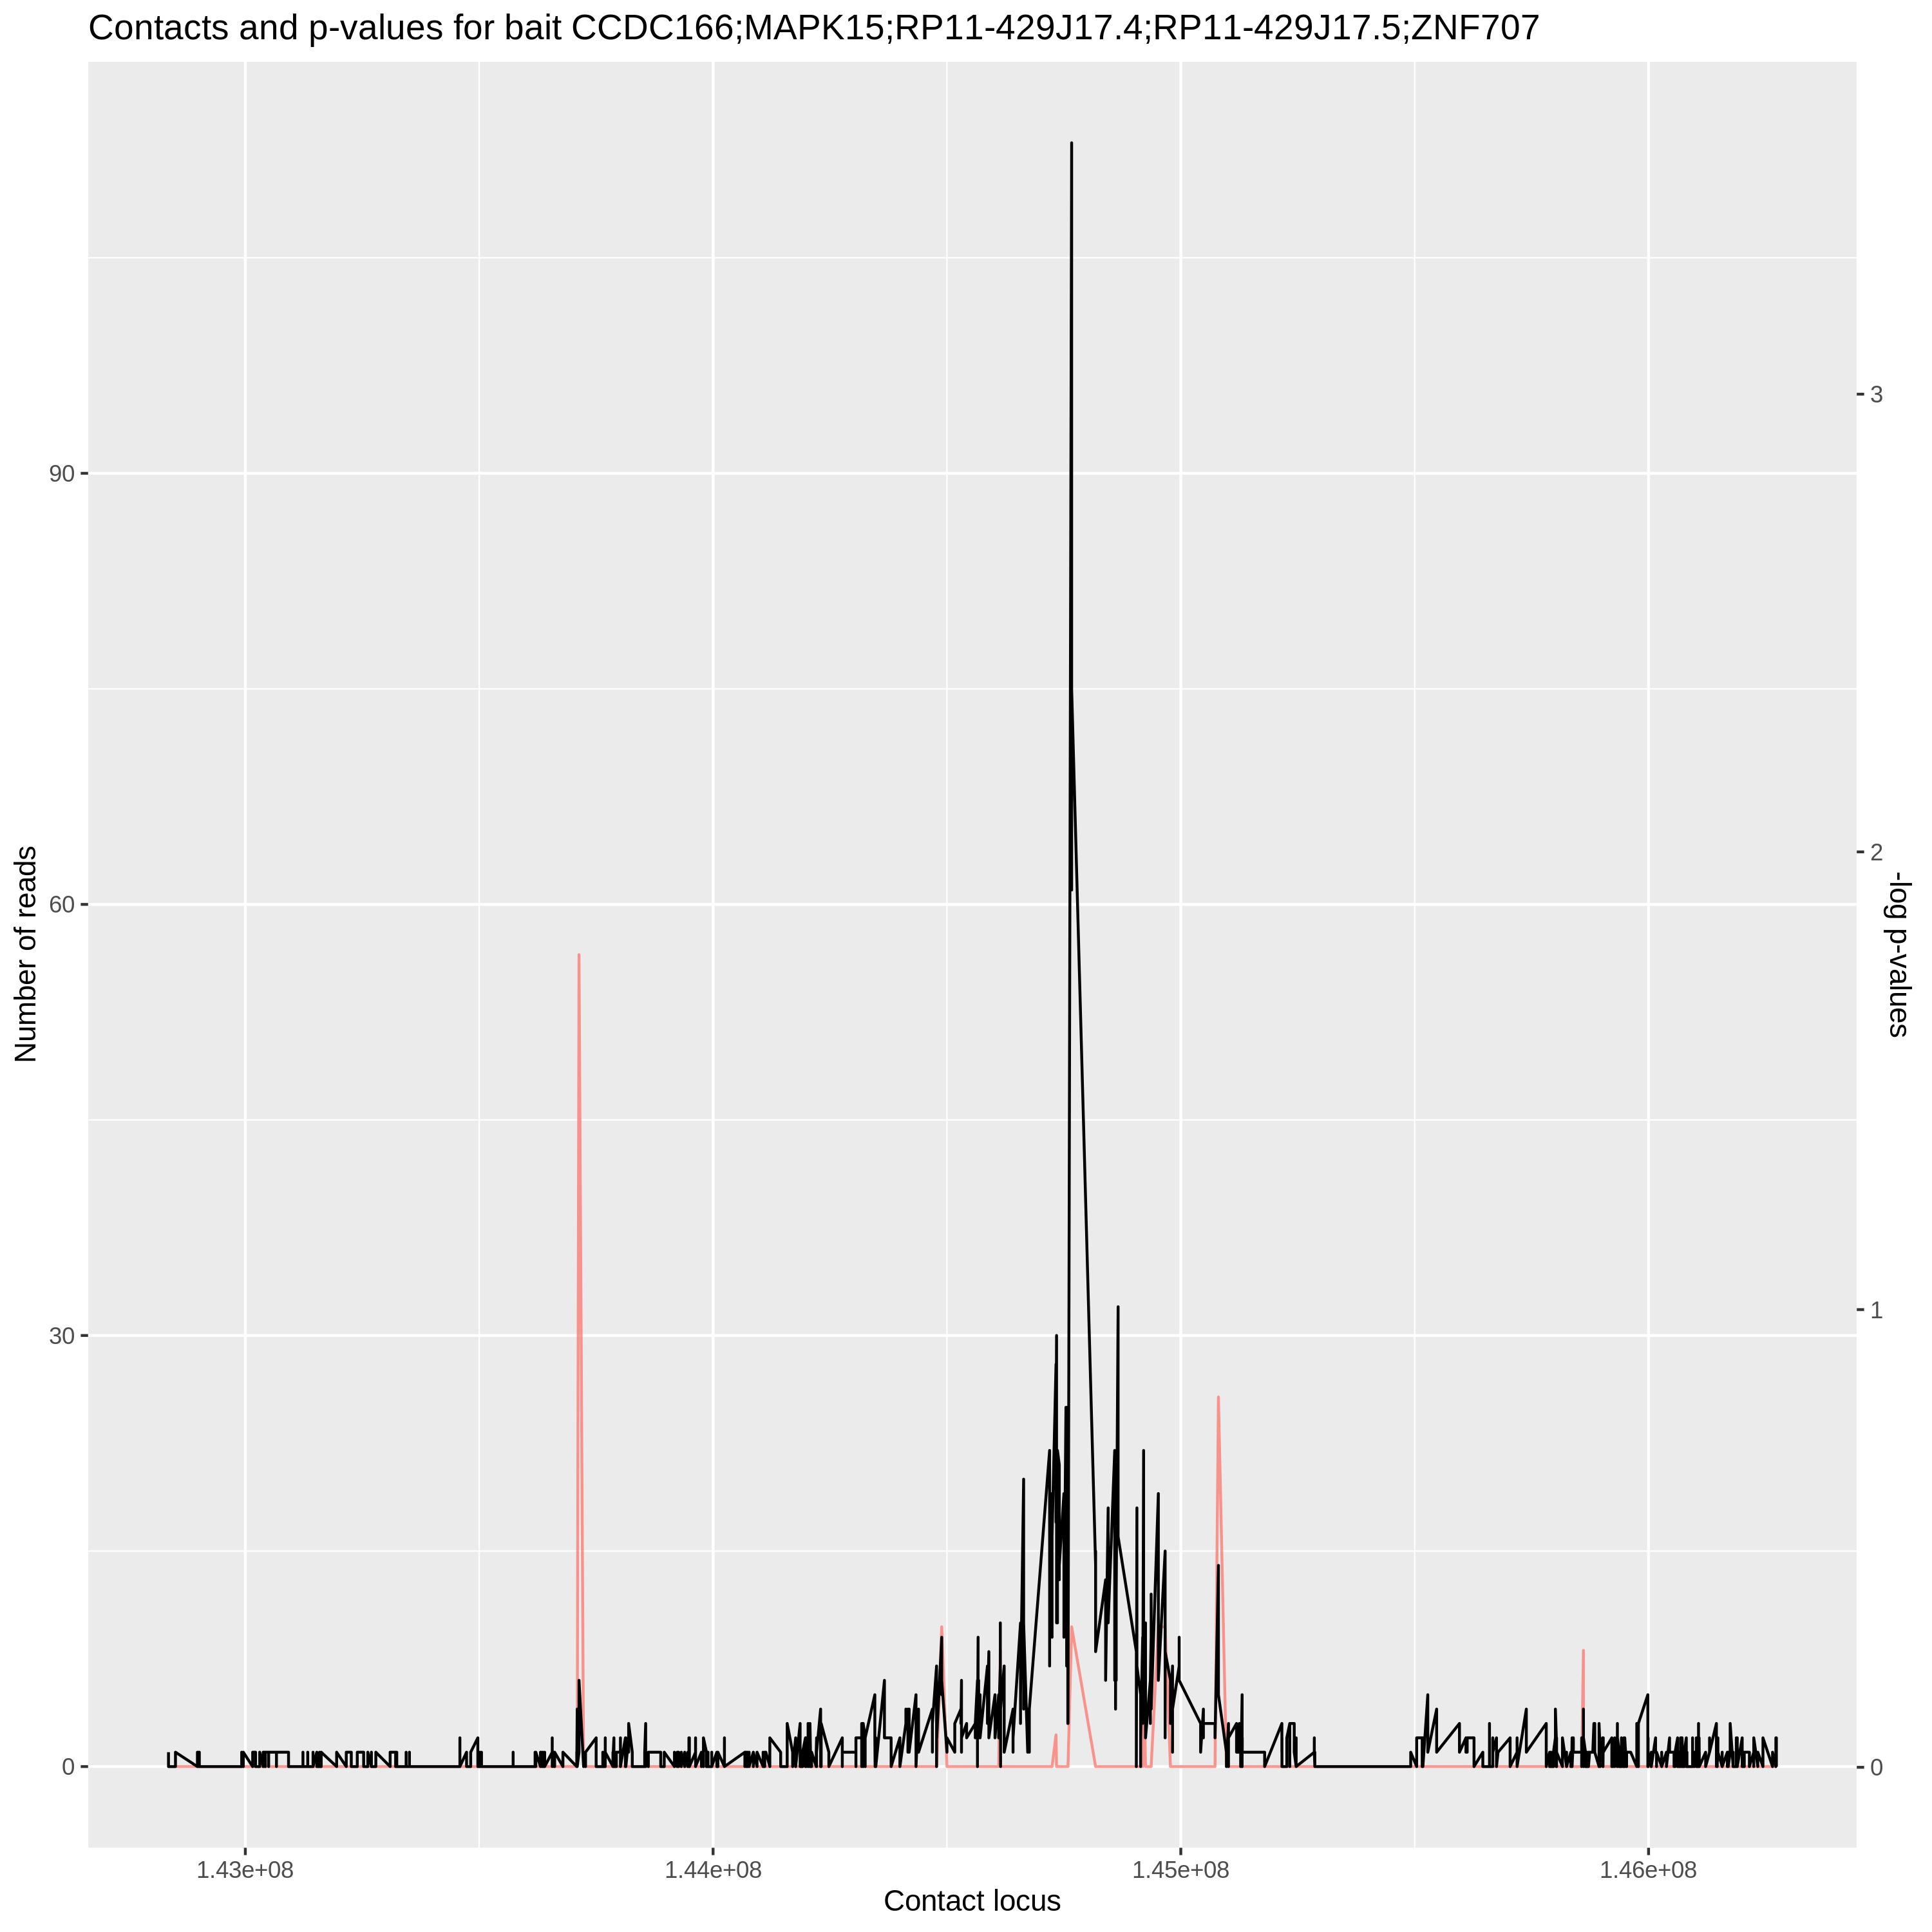 Contacts and p-values for bait CCDC166;MAPK15;RP11-429J17.4;RP11-429J17.5;ZNF707
Number of reads
90
60
30
0
3
2
1
0
-log p-values
1.43e+08
1.44e+08
1.45e+08
1.46e+08
Contact locus